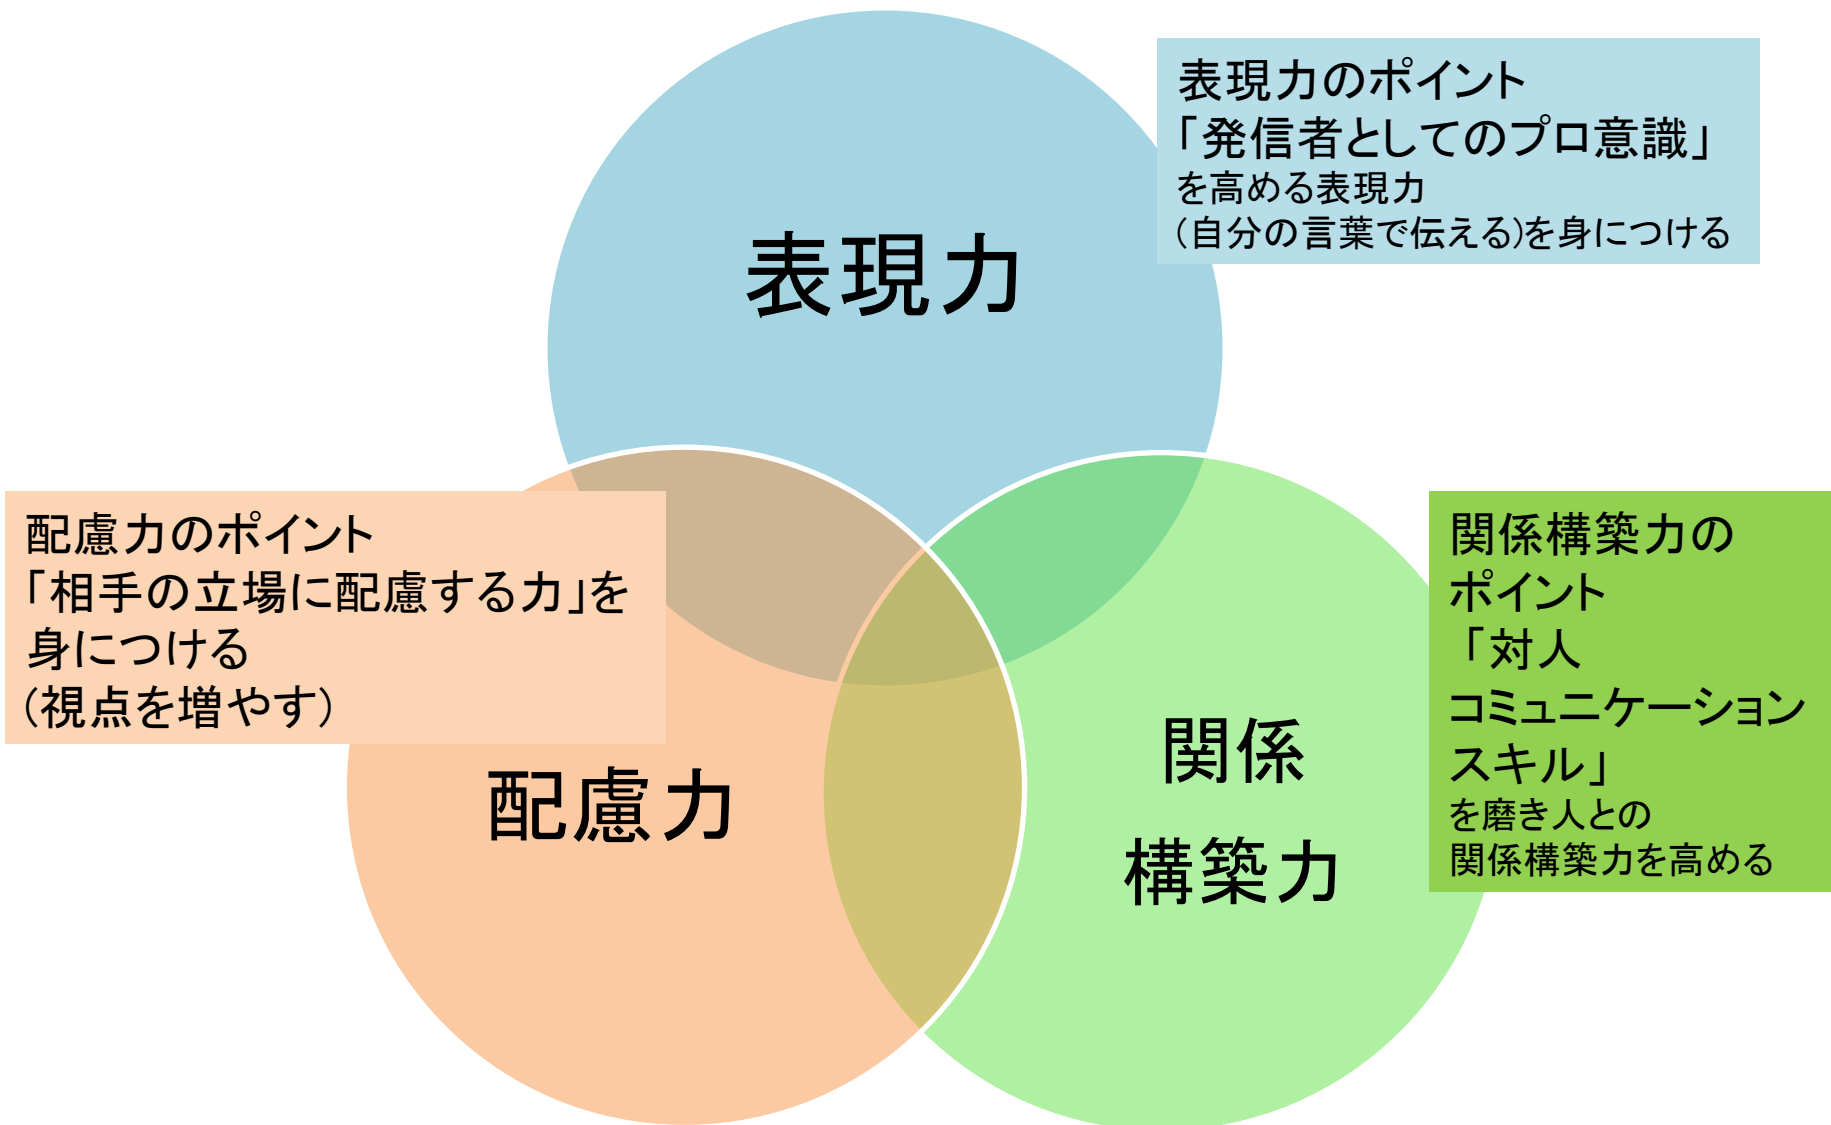 表現力のポイント
「発信者としてのプロ意識」
を高める表現力
(自分の言葉で伝える)を身につける
表現力
配慮力のポイント
「相手の立場に配慮する力」を
身につける
(視点を増やす)
配慮力
関係
構築力
関係構築力の
ポイント
「対人
コミュニケーション
スキル」
を磨き人との
関係構築力を高める